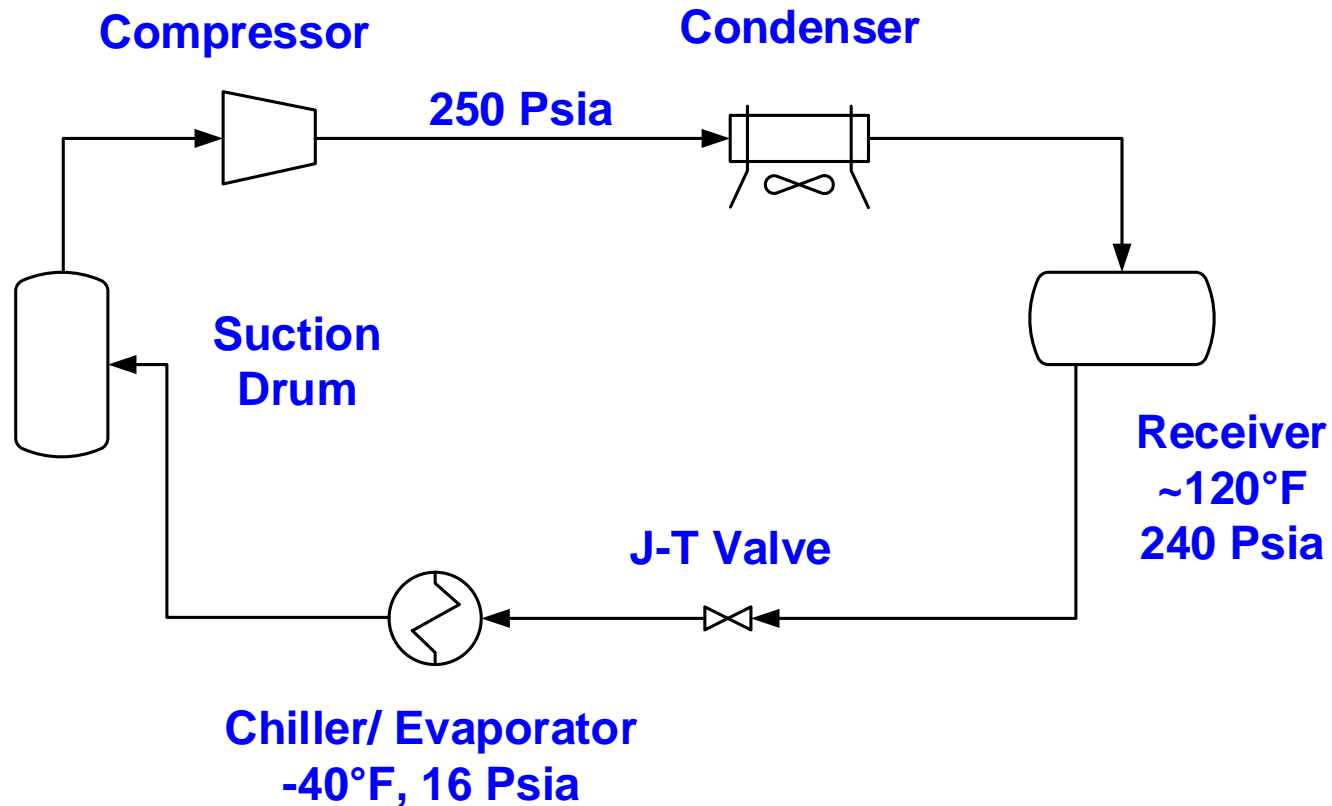 Compressor
Condenser
250 Psia
Suction
Drum
Receiver
~120°F
240 Psia
J-T Valve
Chiller/ Evaporator
-40°F, 16 Psia